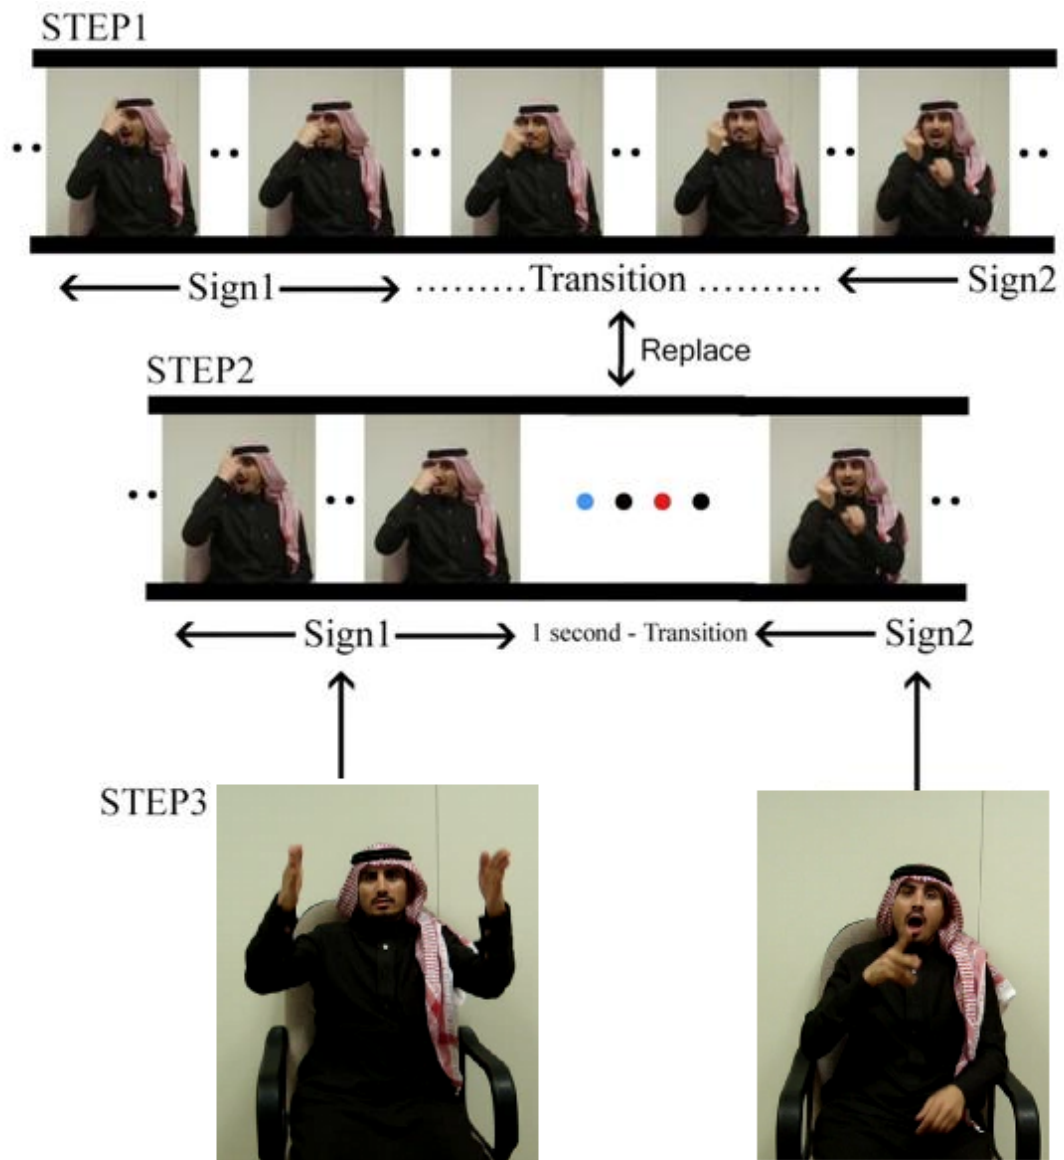 STEP1
Sign1 ......... Transition .......... Sign2
Replace
STEP2
Sign1 1 second - Transition Sign2
STEP3